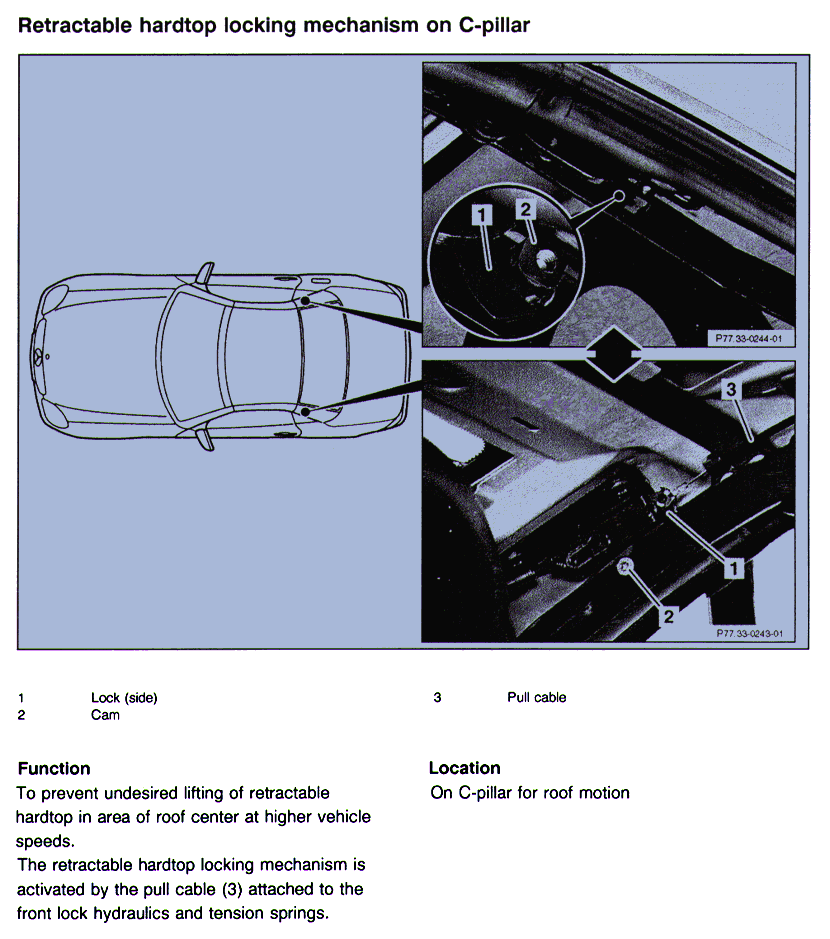 Retractable hardtop locking mechanism on C-pillar
1
2
P77.33-0244-01
3
1
2
P77.33-0243-01
1 Lock (side)
2 Cam
3 Pull cable
Function
To prevent undesired lifting of retractable
hardtop in area of roof center at higher vehicle
speeds.
The retractable hardtop locking mechanism is
activated by the pull cable (3) attached to the
front lock hydraulics and tension springs.
Location
On C-pillar for roof motion